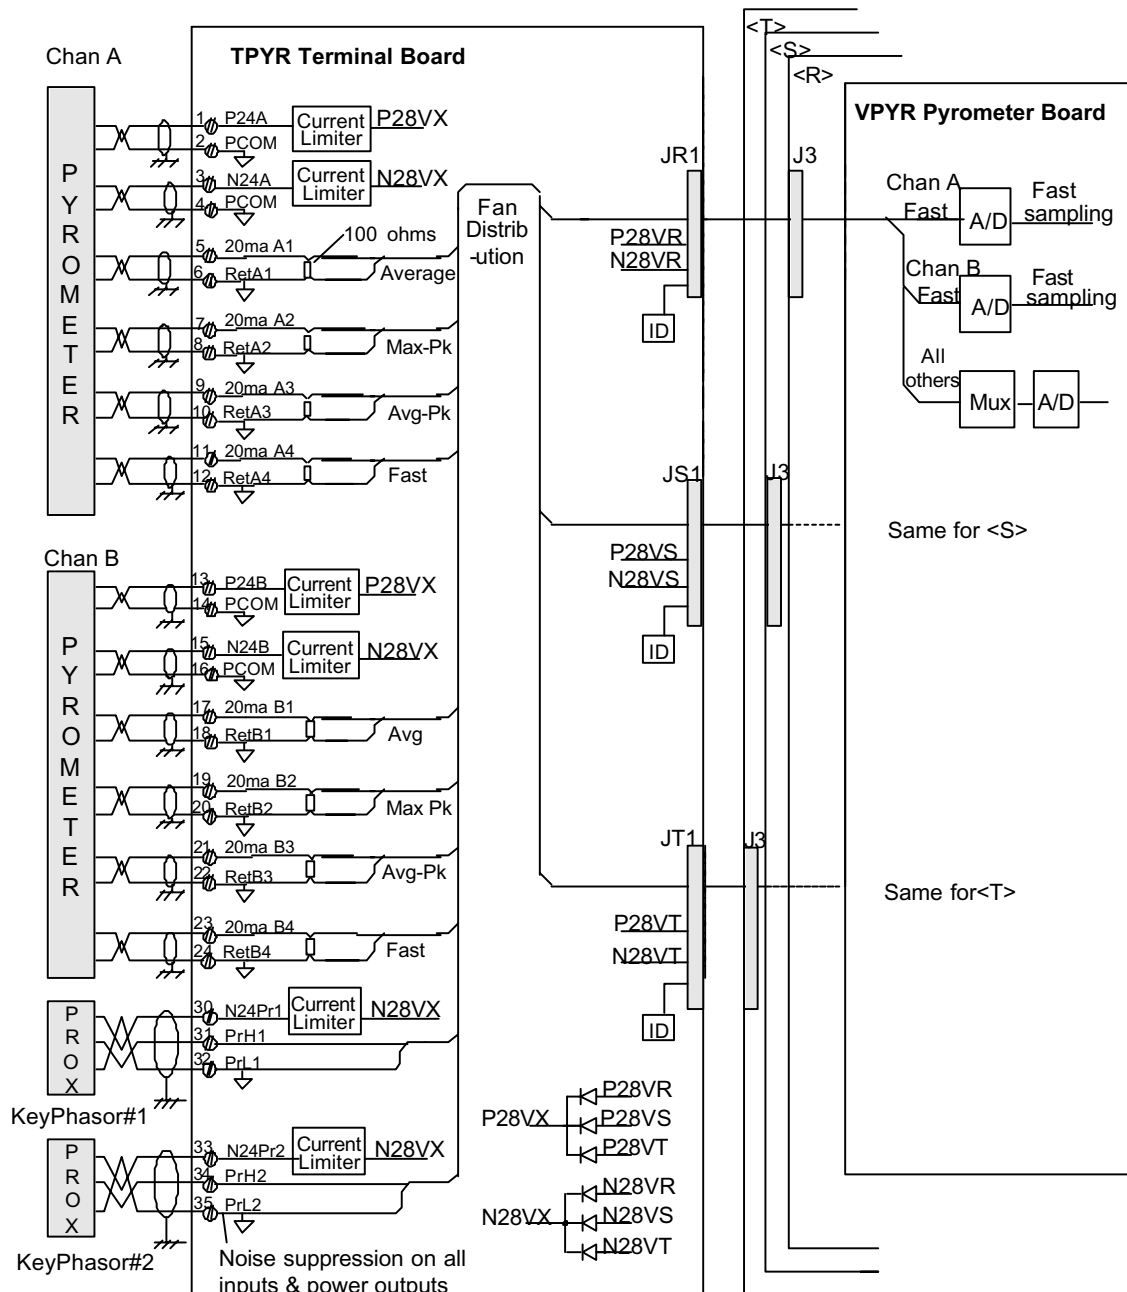 <T>
<S>
<R>
Chan A
TPYR Terminal Board
VPYR Pyrometer Board
PYROMETER
1 P24A
Current Limiter
P28VX
2 PCOM
3 N24A
Current Limiter
N28VX
4 PCOM
5 20ma A1
100 ohms
6 RetA1
Average
7 20ma A2
8 RetA2
Max-Pk
9 20ma A3
10 RetA3
Avg-Pk
11 20ma A4
12 RetA4
Fast
Fan
Distrib
-ution
JR1
J3
P28VR
N28VR
ID
Chan A
Fast
A/D
Fast
sampling
Chan B
Fast
A/D
Fast
sampling
All
others
Mux
A/D
JS1
J3
P28VS
N28VS
ID
Same for <S>
Chan B
PYROMETER
13 P24B
Current
Limiter
P28VX
14 PCOM
15 N24B
Current
Limiter
N28VX
16 PCOM
17 20ma B1
18 RetB1
Avg
19 20ma B2
20 RetB2
Max Pk
21 20ma B3
22 RetB3
Avg-Pk
23 20ma B4
24 RetB4
Fast
JT1
J3
P28VT
N28VT
ID
Same for<T>
PROX
30 N24Pr1
Current
Limiter
N28VX
31 PrH1
32 PrL1
KeyPhasor#1
PROX
33 N24Pr2
Current
Limiter
N28VX
34 PrH2
35 PrL2
KeyPhasor#2
P28VX
P28VR
P28VS
P28VT
N28VX
N28VR
N28VS
N28VT
Noise suppression on all
inputs & power outputs